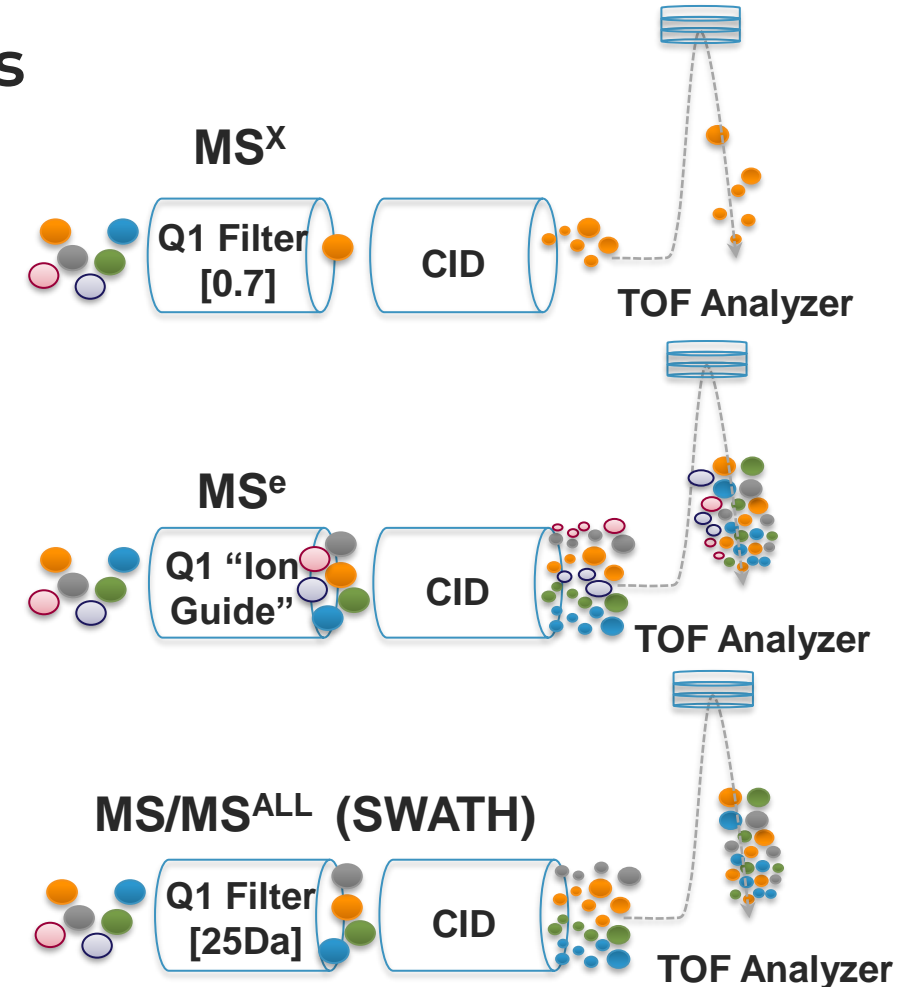 s
MSX
Q1 Filter
[0.7]
CID
TOF Analyzer
MSe
Q1 “Ion
Guide”
CID
TOF Analyzer
MS/MSALL (SWATH)
Q1 Filter
[25Da]
CID
TOF Analyzer